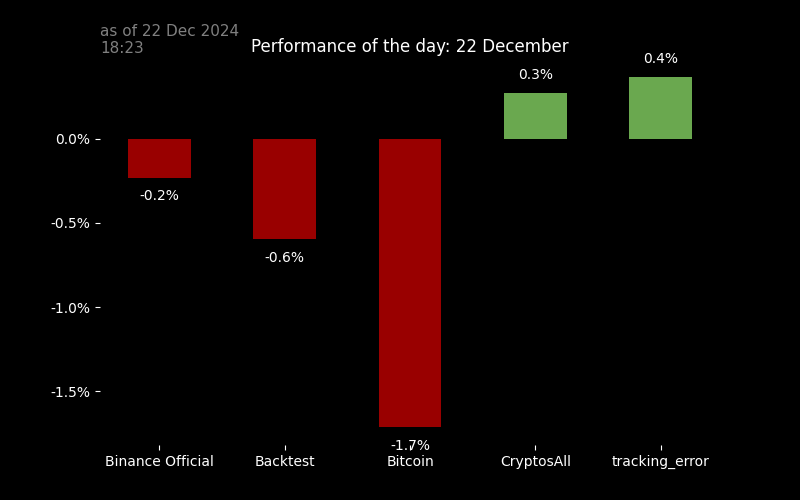 as of 22 Dec 2024
18:23
Performance of the day: 22 December
0.4%
0.3%
0.0%
-0.2%
-0.5%
-0.6%
-1.0%
-1.5%
-1.7%
Binance Official
Backtest
Bitcoin
CryptosAll
tracking_error